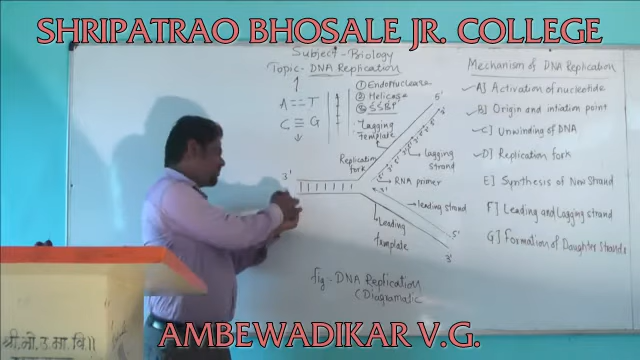 SHRIPATRAO BHOSALE JR. COLLEGE
Subject - Biology
Topic - DNA Replication
A == T
C ≡ G
① Endonuclease
② Helicase
③ SSBP
Lagging
Template
Replication
fork
Lagging
strand
RNA primer
3'
3'
5'
leading strand
Leading
Template
5'
3'
fig - DNA Replication
(Diagramatic
Mechanism of DNA Replication
A] Activation of nucleotide
B] Origin and intiation point
C] Unwinding of DNA
D] Replication fork
E] Synthesis of New Strand
F] Leading and Lagging strand
G] Formation of Daughter Strands
AMBEWADIKAR V.G.